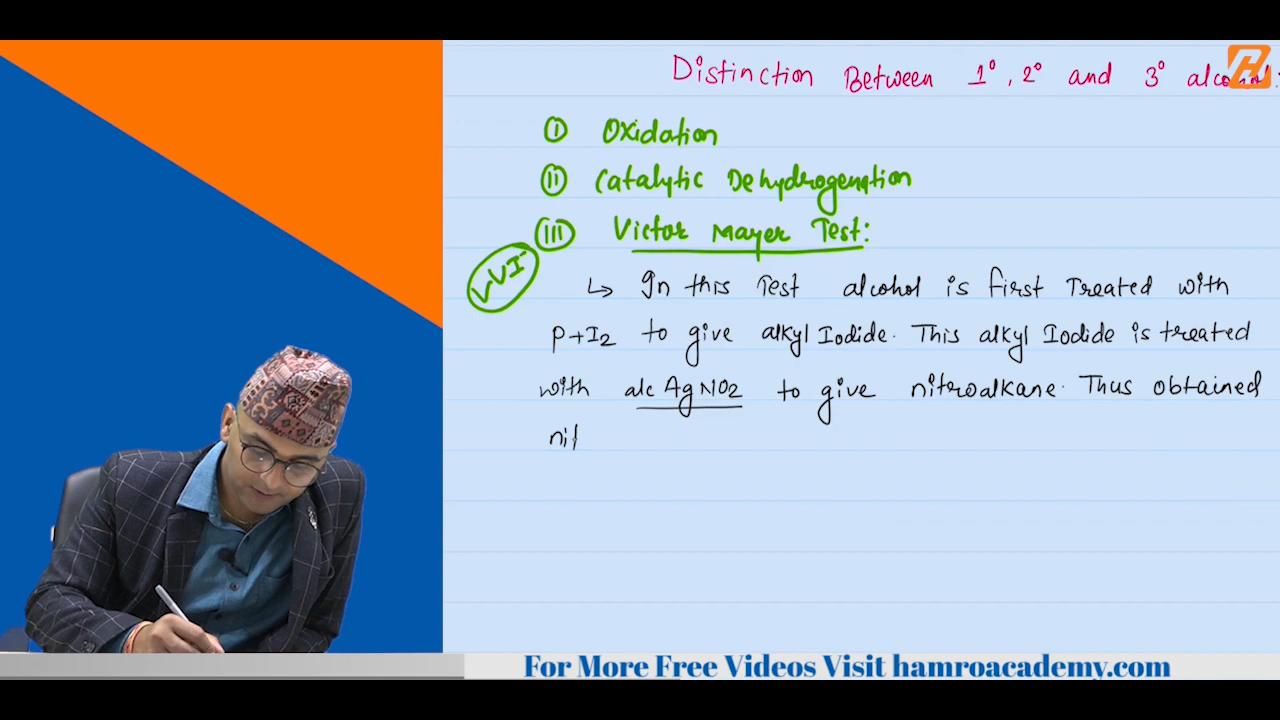 Distinction Between 1°, 2° and 3° alcohol:
(i) Oxidation
(ii) Catalytic Dehydrogenation
(iii) Victor Mayer Test:
VVI
↳ In this Test alcohol is first Treated with
P+I2 to give alkyl Iodide. This alkyl Iodide is treated
with alc AgNO2 to give nitroalkane. Thus obtained
nit
For More Free Videos Visit hamroacademy.com